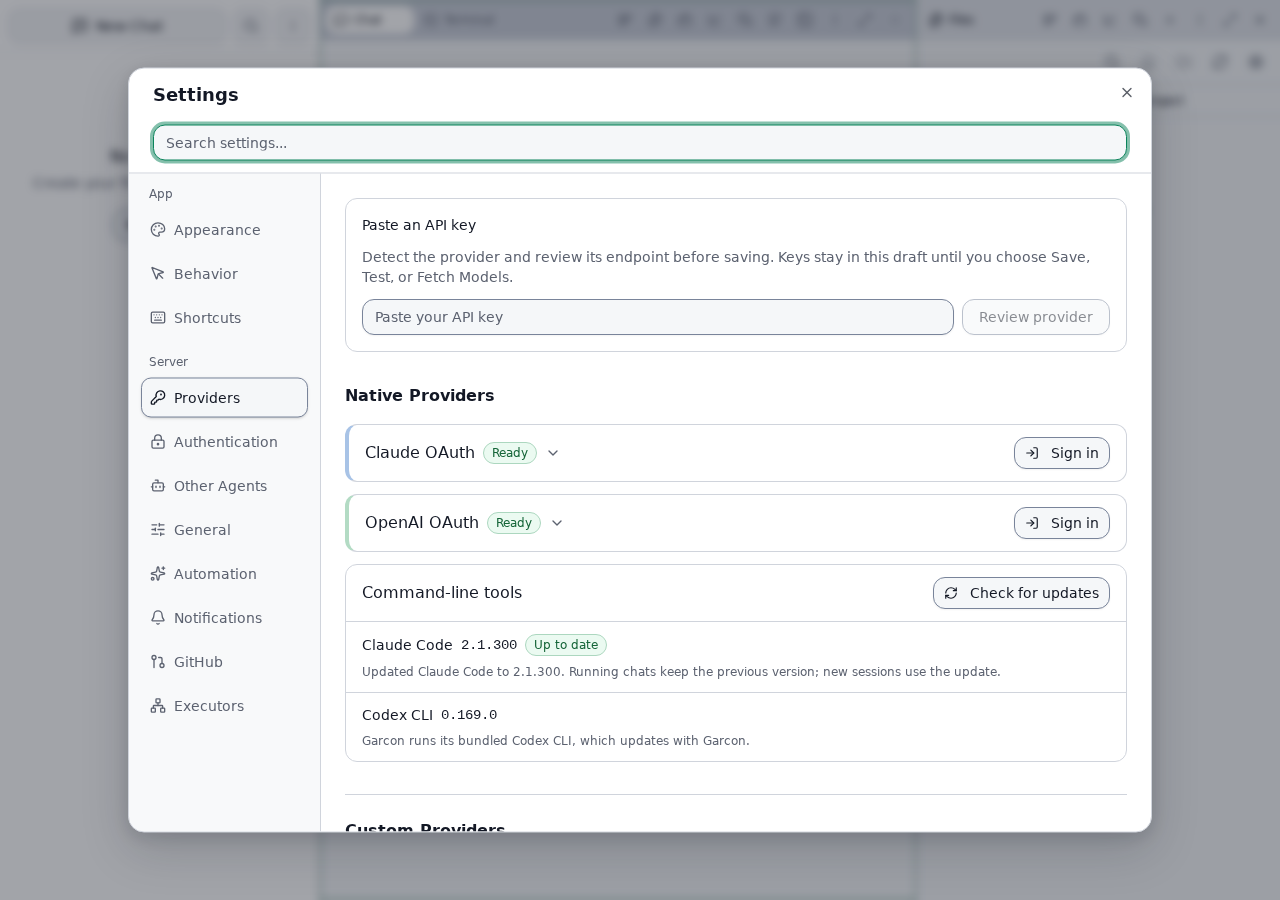 New Chat
Chat
Files
Settings
Search settings...
App
Appearance
Behavior
Shortcuts
Server
Providers
Authentication
Other Agents
General
Automation
Notifications
GitHub
Executors
Paste an API key
Detect the provider and review its endpoint before saving. Keys stay in this draft until you choose Save,
Test, or Fetch Models.
Paste your API key
Review provider
Native Providers
Claude OAuth
Ready
Sign in
OpenAI OAuth
Ready
Sign in
Command-line tools
Check for updates
Claude Code 2.1.300 Up to date
Updated Claude Code to 2.1.300. Running chats keep the previous version; new sessions use the update.
Codex CLI 0.169.0
Garcon runs its bundled Codex CLI, which updates with Garcon.
Custom Providers